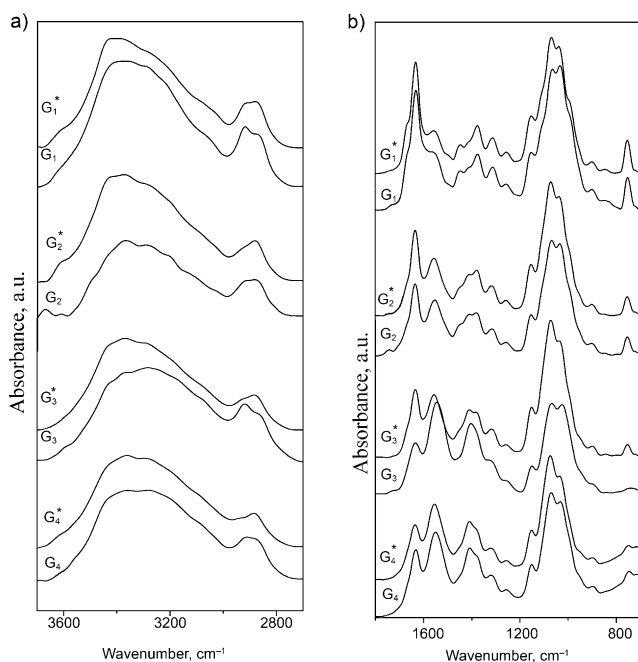 a)
Absorbance, a.u.
G₁*
G₁
G₂*
G₂
G₃*
G₃
G₄*
G₄
3600 3200 2800
Wavenumber, cm⁻¹
b)
Absorbance, a.u.
G₁*
G₁
G₂*
G₂
G₃*
G₃
G₄*
G₄
1600 1200 800
Wavenumber, cm⁻¹